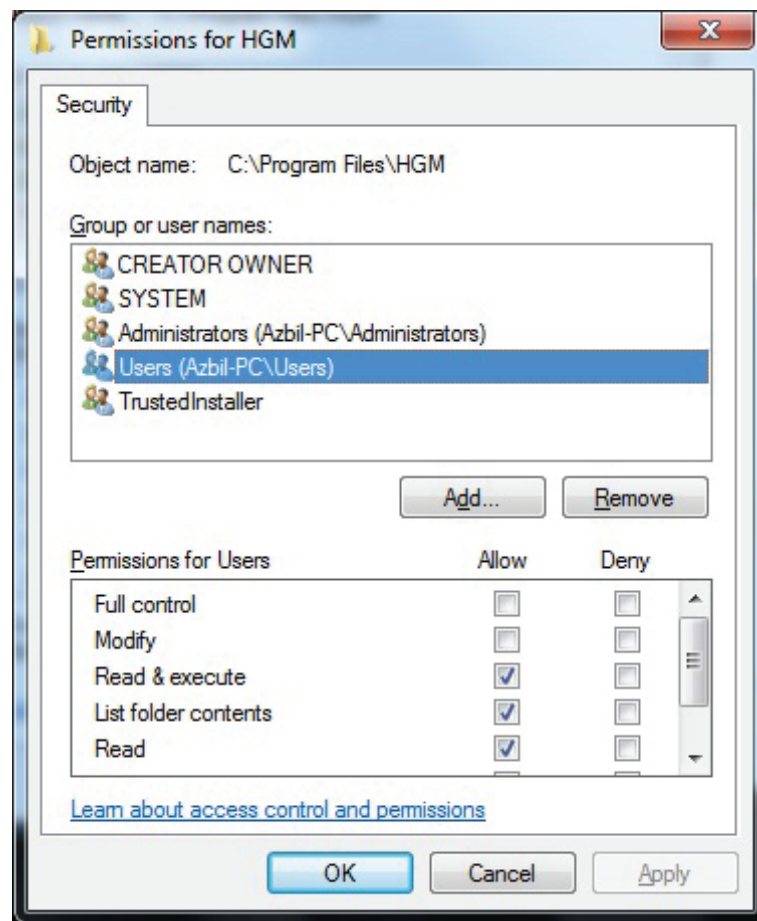 Permissions for HGM
Security
Object name: C:\Program Files\HGM
Group or user names:
CREATOR OWNER
SYSTEM
Administrators (Azbil-PC\Administrators)
Users (Azbil-PC\Users)
TrustedInstaller
Add... Remove
Permissions for Users Allow Deny
Full control
Modify
Read & execute
List folder contents
Read
Learn about access control and permissions
OK Cancel Apply